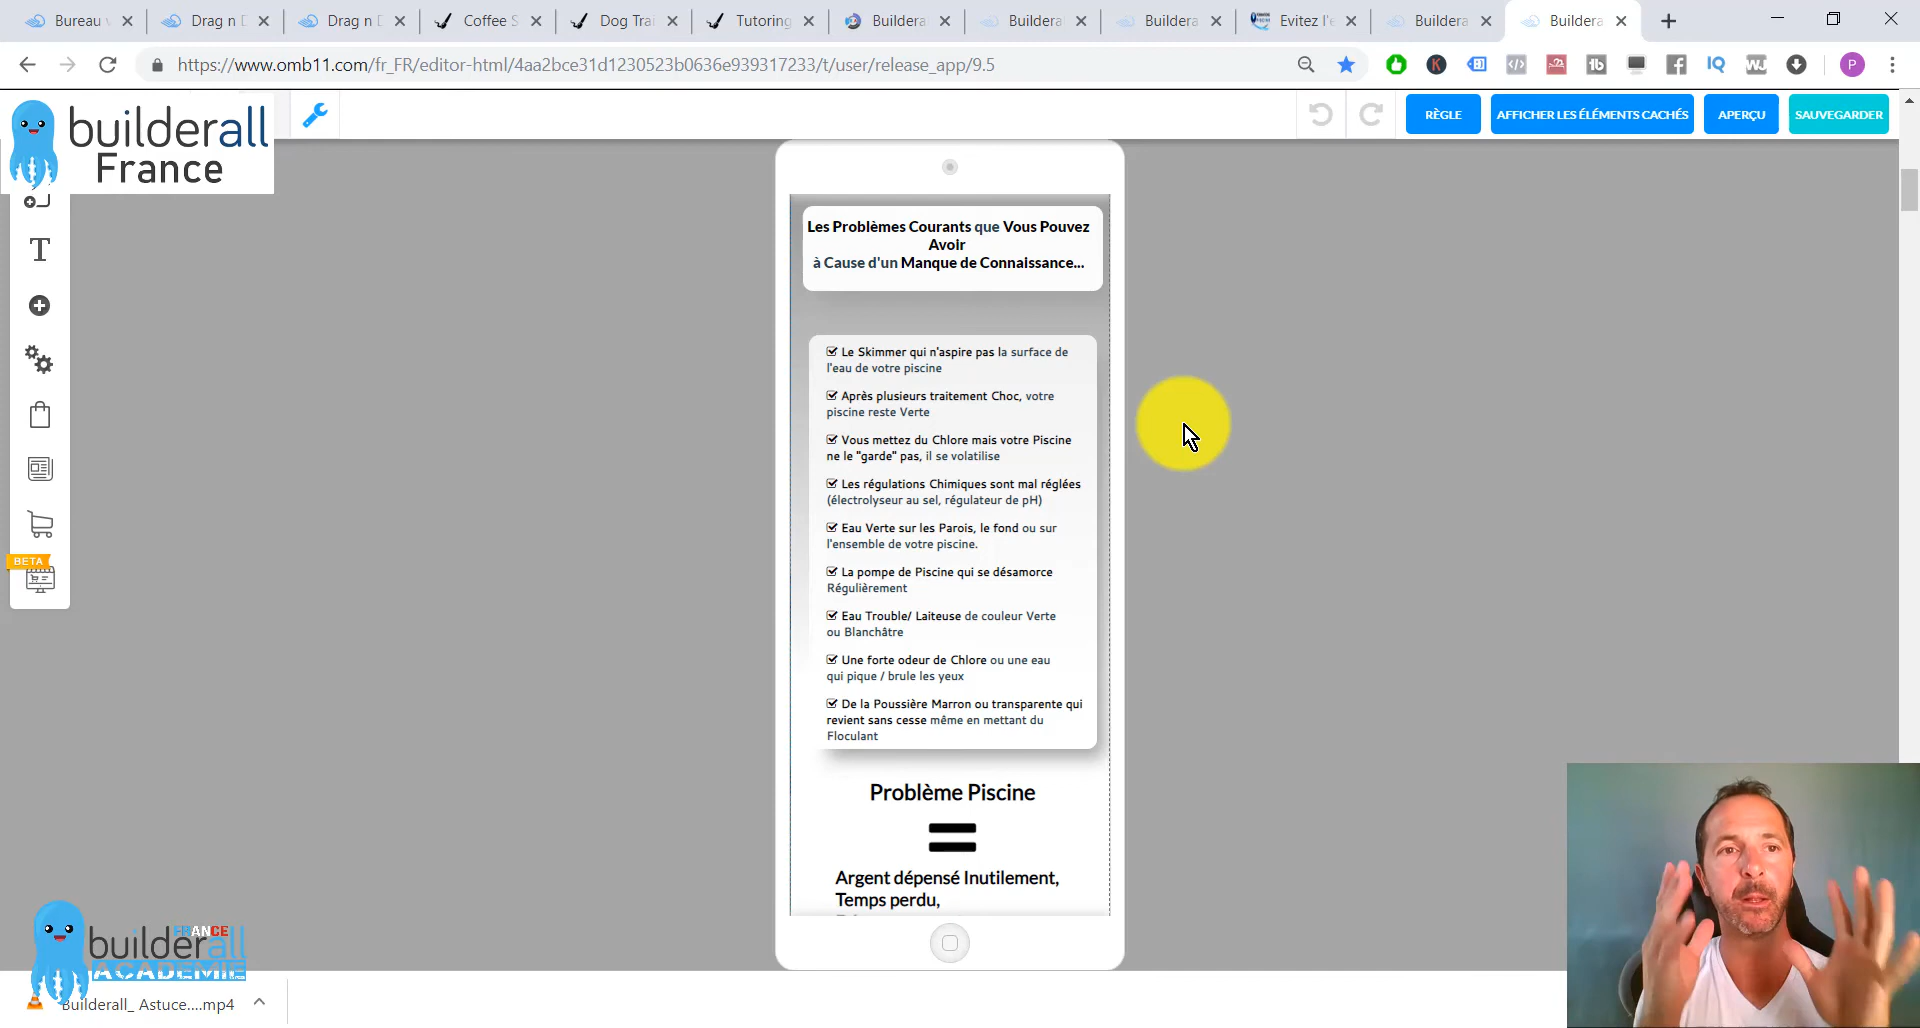 Bureau
Drag n D
Drag n D
Coffee S
Dog Trai
Tutoring
Buildera
Buildera
Buildera
Evitez l'e
Buildera
Buildera
https://www.omb11.com/fr_FR/editor-html/4aa2bce31d1230523b0636e939317233/t/user/release_app/9.5
builderall
France
RÈGLE
AFFICHER LES ÉLÉMENTS CACHÉS
APERÇU
SAUVEGARDER
BETA
Les Problèmes Courants que Vous Pouvez
Avoir
à Cause d'un Manque de Connaissance...
Le Skimmer qui n'aspire pas la surface de
l'eau de votre piscine
Après plusieurs traitement Choc, votre
piscine reste Verte
Vous mettez du Chlore mais votre Piscine
ne le "garde" pas, il se volatilise
Les régulations Chimiques sont mal réglées
(électrolyseur au sel, régulateur de pH)
Eau Verte sur les Parois, le fond ou sur
l'ensemble de votre piscine.
La pompe de Piscine qui se désamorce
Régulièrement
Eau Trouble/ Laiteuse de couleur Verte
ou Blanchâtre
Une forte odeur de Chlore ou une eau
qui pique / brule les yeux
De la Poussière Marron ou transparente qui
revient sans cesse même en mettant du
Floculant
Problème Piscine
=
Argent dépensé Inutilement,
Temps perdu,
FRANCE
builderall
ACADEMIE
Builderall_ Astuce....mp4